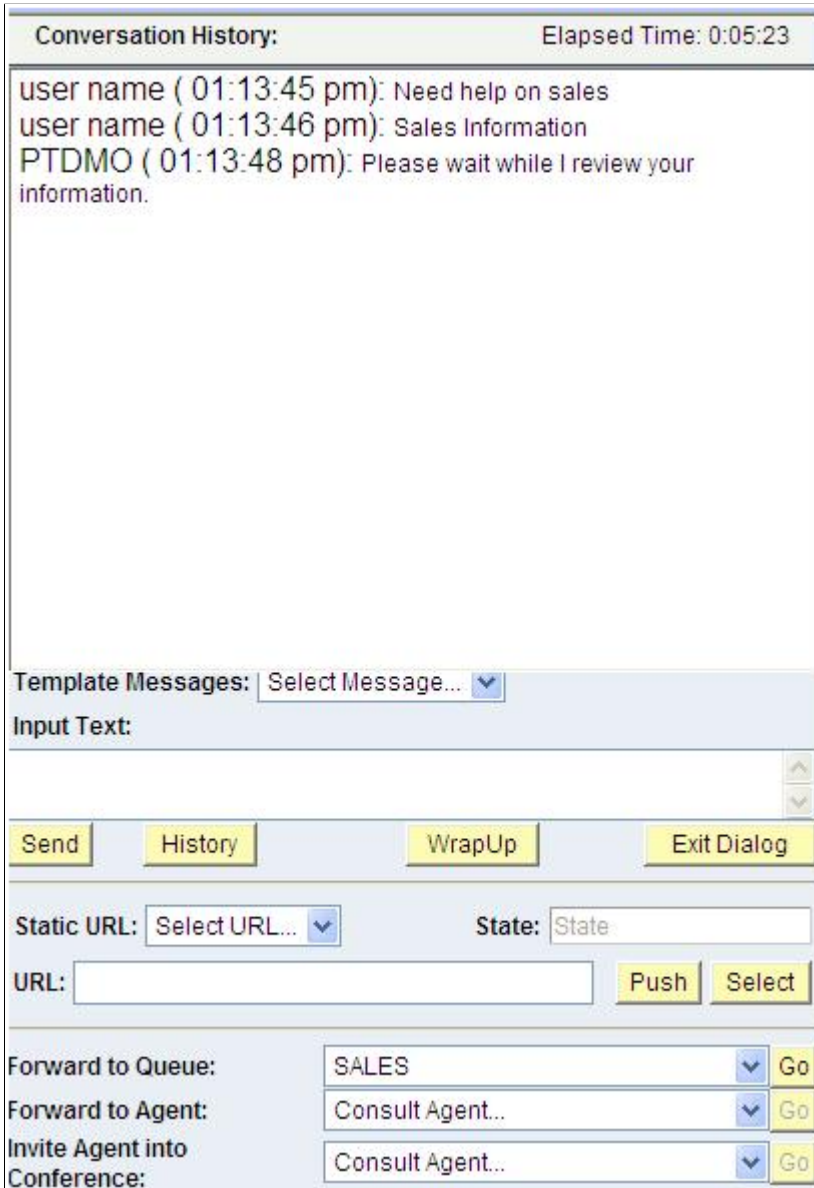 Conversation History: Elapsed Time: 0:05:23
user name ( 01:13:45 pm): Need help on sales
user name ( 01:13:46 pm): Sales Information
PTDMO ( 01:13:48 pm): Please wait while I review your
information.
Template Messages: Select Message...
Input Text:
Send History WrapUp Exit Dialog
Static URL: Select URL... State: State
URL: Push Select
Forward to Queue: SALES Go
Forward to Agent: Consult Agent... Go
Invite Agent into
Conference: Consult Agent... Go